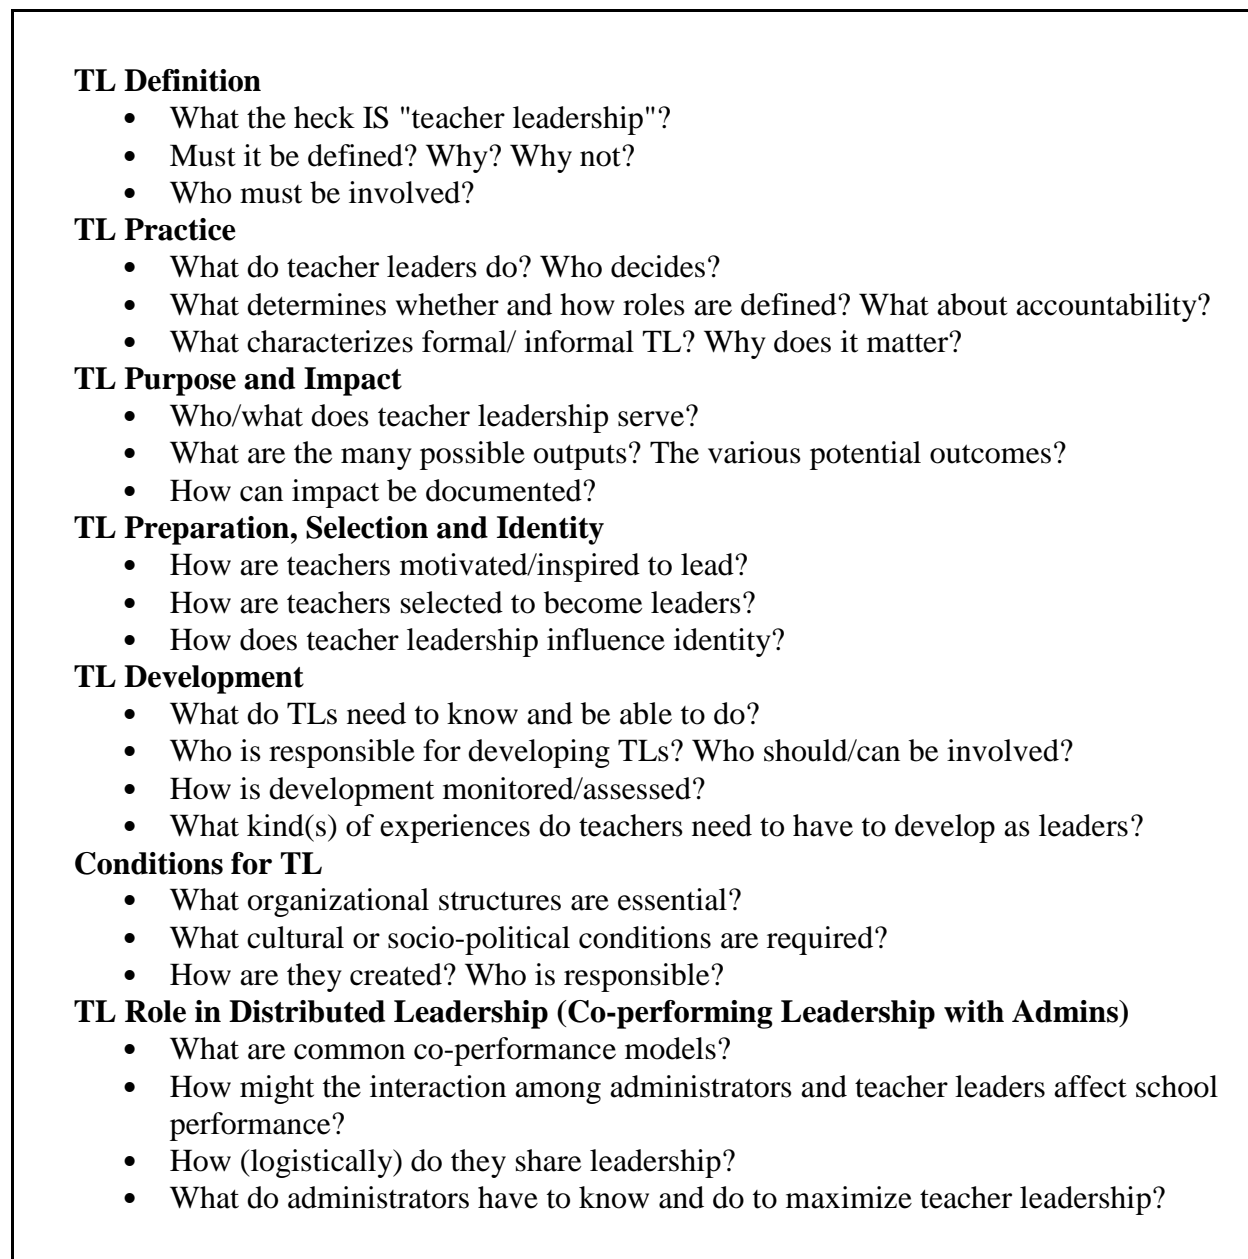 TL Definition
• What the heck IS "teacher leadership"?
• Must it be defined? Why? Why not?
• Who must be involved?
TL Practice
• What do teacher leaders do? Who decides?
• What determines whether and how roles are defined? What about accountability?
• What characterizes formal/ informal TL? Why does it matter?
TL Purpose and Impact
• Who/what does teacher leadership serve?
• What are the many possible outputs? The various potential outcomes?
• How can impact be documented?
TL Preparation, Selection and Identity
• How are teachers motivated/inspired to lead?
• How are teachers selected to become leaders?
• How does teacher leadership influence identity?
TL Development
• What do TLs need to know and be able to do?
• Who is responsible for developing TLs? Who should/can be involved?
• How is development monitored/assessed?
• What kind(s) of experiences do teachers need to have to develop as leaders?
Conditions for TL
• What organizational structures are essential?
• What cultural or socio-political conditions are required?
• How are they created? Who is responsible?
TL Role in Distributed Leadership (Co-performing Leadership with Admins)
• What are common co-performance models?
• How might the interaction among administrators and teacher leaders affect school
performance?
• How (logistically) do they share leadership?
• What do administrators have to know and do to maximize teacher leadership?